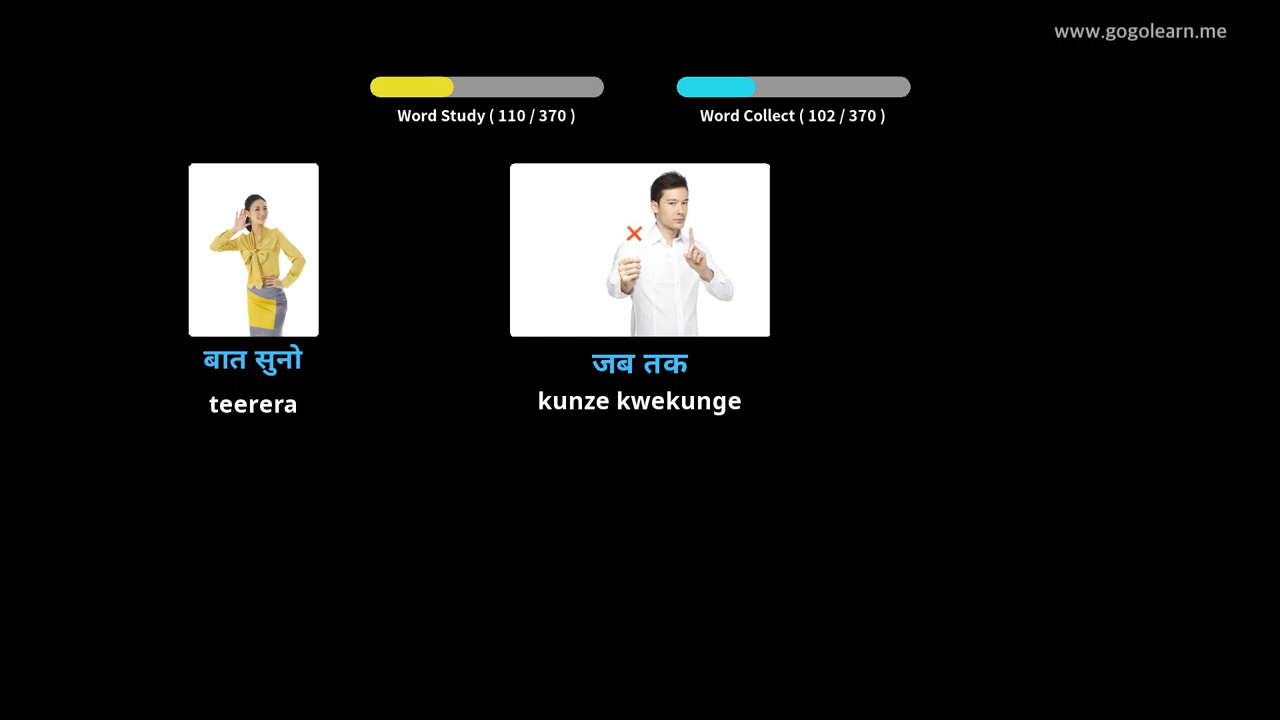 www.gogolearn.me
Word Study ( 110 / 370 )
Word Collect ( 102 / 370 )
बात सुनो
teerera
जब तक
kunze kwekunge